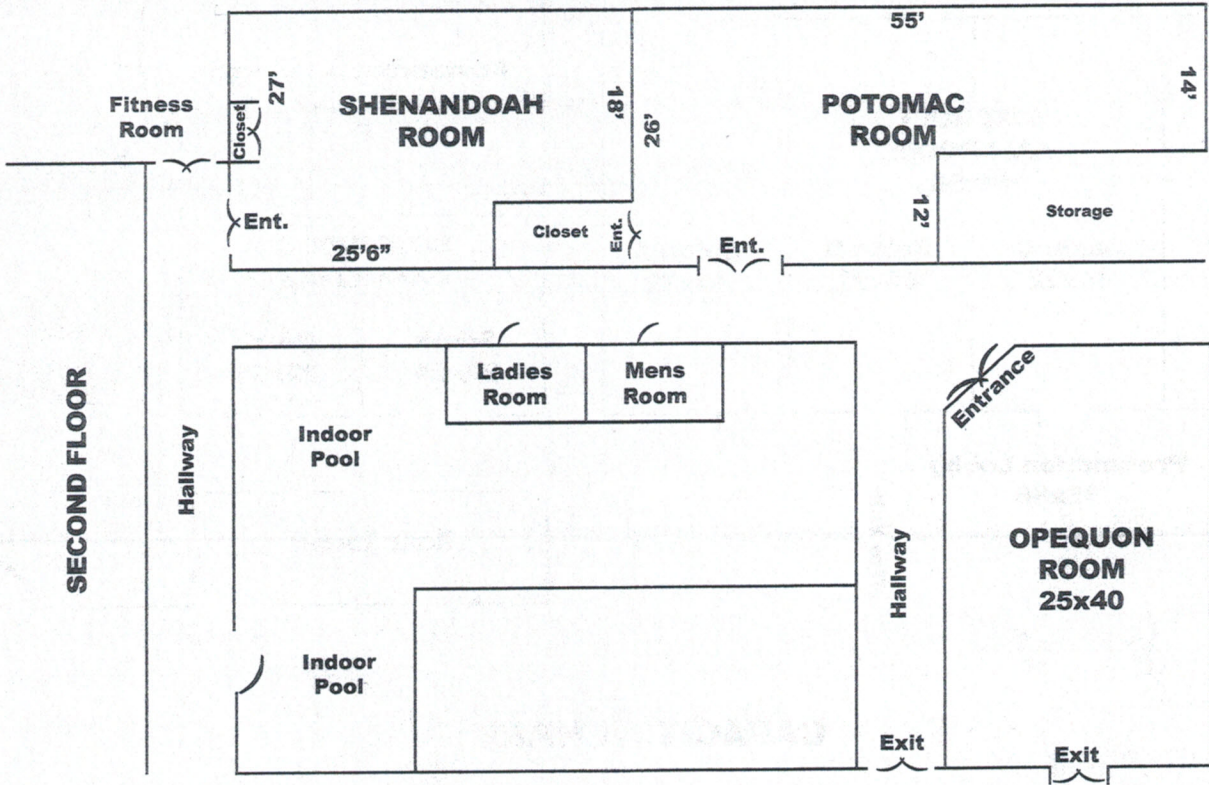 55'
14'
27'
Fitness
Room
Closet
SHENANDOAH
ROOM
18'
26'
POTOMAC
ROOM
12'
Storage
Ent.
Closet
Ent.
Ent.
25'6"
SECOND FLOOR
Hallway
Ladies
Room
Mens
Room
Indoor
Pool
Entrance
Hallway
OPEQUON
ROOM
25x40
Indoor
Pool
Exit
Exit